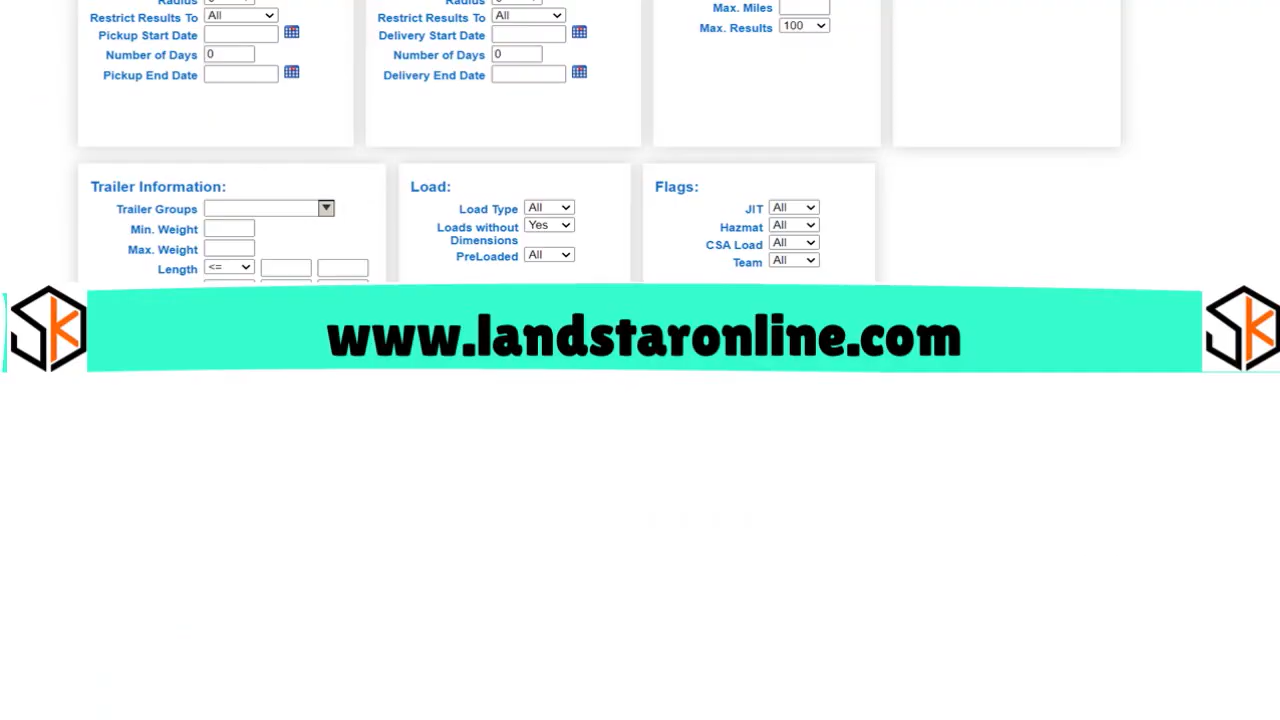 Radius
Radius
Max. Miles
Restrict Results To All
Restrict Results To All
Max. Results 100
Pickup Start Date
Delivery Start Date
Number of Days 0
Number of Days 0
Pickup End Date
Delivery End Date
Trailer Information:
Trailer Groups
Min. Weight
Max. Weight
Length <=
Load:
Load Type All
Loads without Yes
Dimensions
PreLoaded All
Flags:
JIT All
Hazmat All
CSA Load All
Team All
SK
www.landstaronline.com
SK